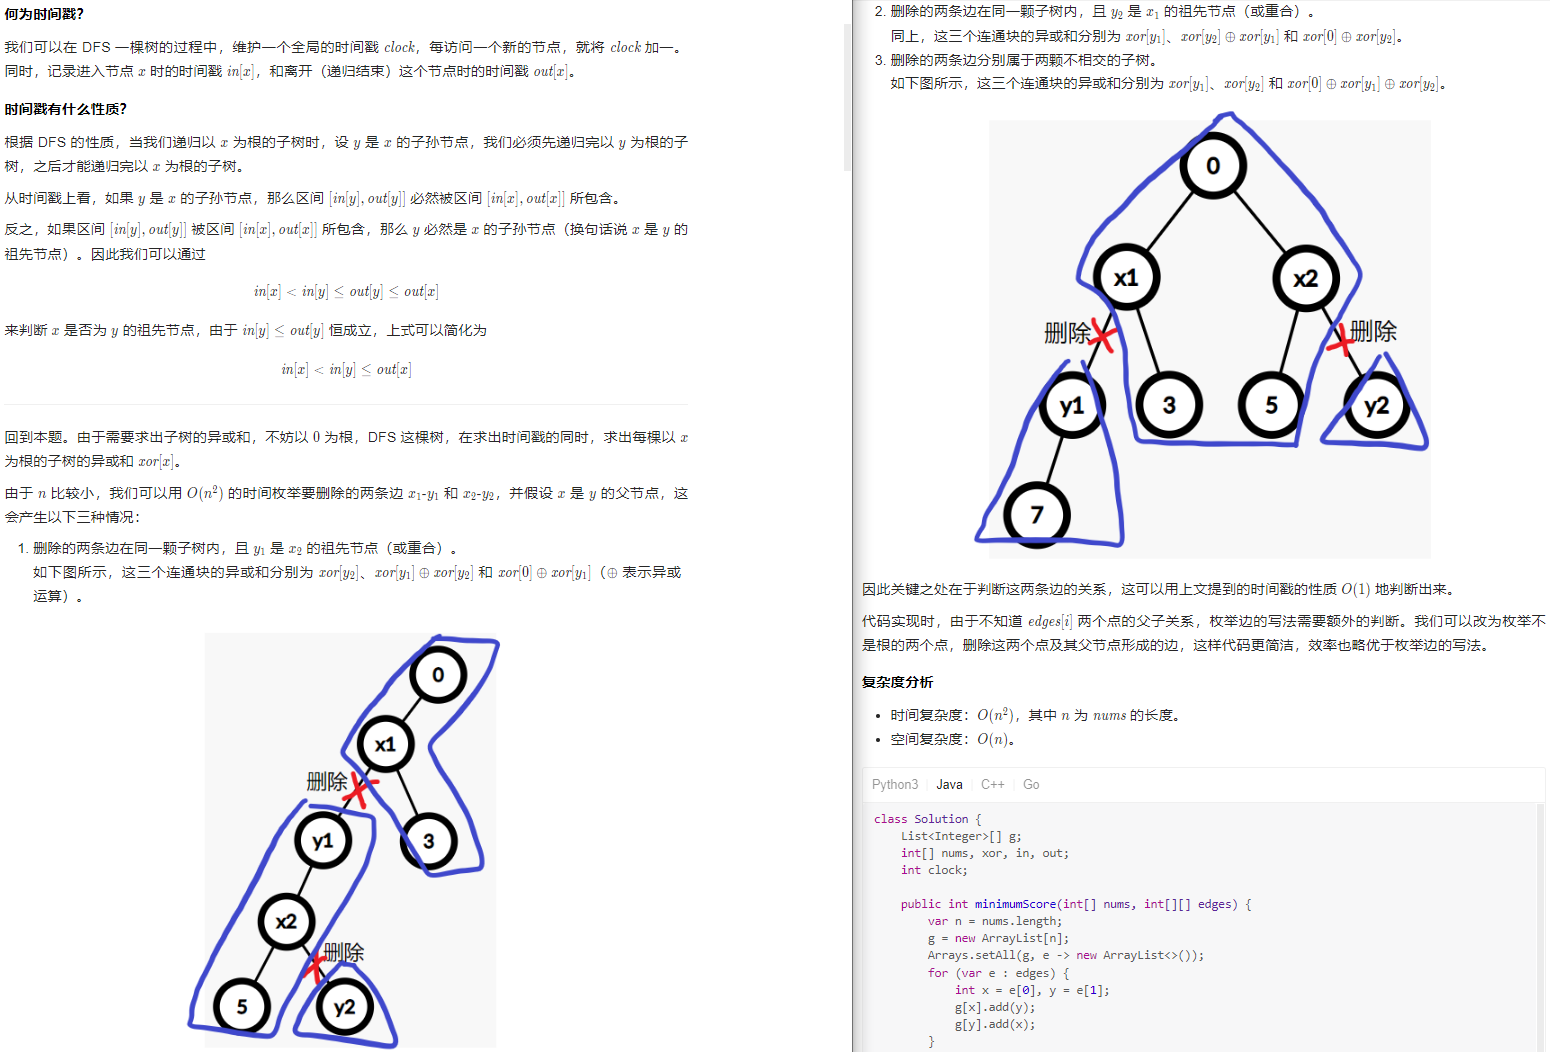 何为时间戳？
我们可以在 DFS 一棵树的过程中，维护一个全局的时间戳 clock，每访问一个新的节点，就将 clock 加一。
同时，记录进入节点 x 时的时间戳 in[x]，和离开（递归结束）这个节点时的时间戳 out[x]。
时间戳有什么性质？
根据 DFS 的性质，当我们递归以 x 为根的子树时，设 y 是 x 的子孙节点，我们必须先递归完以 y 为根的子
树，之后才能递归完以 x 为根的子树。
从时间戳上看，如果 y 是 x 的子孙节点，那么区间 [in[y], out[y]] 必然被区间 [in[x], out[x]] 所包含。
反之，如果区间 [in[y], out[y]] 被区间 [in[x], out[x]] 所包含，那么 y 必然是 x 的子孙节点（换句话说 x 是 y 的
祖先节点）。因此我们可以通过
in[x] < in[y] ≤ out[y] ≤ out[x]
来判断 x 是否为 y 的祖先节点，由于 in[y] ≤ out[y] 恒成立，上式可以简化为
in[x] < in[y] ≤ out[x]
回到本题。由于需要求出子树的异或和，不妨以 0 为根，DFS 这棵树，在求出时间戳的同时，求出每棵以 x
为根的子树的异或和 xor[x]。
由于 n 比较小，我们可以用 O(n²) 的时间枚举要删除的两条边 x₁-y₁ 和 x₂-y₂，并假设 x 是 y 的父节点，这
会产生以下三种情况：
1. 删除的两条边在同一颗子树内，且 y₁ 是 x₂ 的祖先节点（或重合）。
如下图所示，这三个连通块的异或和分别为 xor[y₂]、xor[y₁] ⊕ xor[y₂] 和 xor[0] ⊕ xor[y₁]（⊕ 表示异或
运算）。
0
x1
删除
y1
3
x2
删除
5
y2
2. 删除的两条边在同一颗子树内，且 y₂ 是 x₁ 的祖先节点（或重合）。
同上，这三个连通块的异或和分别为 xor[y₁]、xor[y₂] ⊕ xor[y₁] 和 xor[0] ⊕ xor[y₂]。
3. 删除的两条边分别属于两颗不相交的子树。
如下图所示，这三个连通块的异或和分别为 xor[y₁]、xor[y₂] 和 xor[0] ⊕ xor[y₁] ⊕ xor[y₂]。
0
x1
x2
删除
删除
y1
3
5
y2
7
因此关键之处在于判断这两条边的关系，这可以用上文提到的时间戳的性质 O(1) 地判断出来。
代码实现时，由于不知道 edges[i] 两个点的父子关系，枚举边的写法需要额外的判断。我们可以改为枚举不
是根的两个点，删除这两个点及其父节点形成的边，这样代码更简洁，效率也略优于枚举边的写法。
复杂度分析
• 时间复杂度：O(n²)，其中 n 为 nums 的长度。
• 空间复杂度：O(n)。
Python3 Java C++ Go
class Solution {
    List<Integer>[] g;
    int[] nums, xor, in, out;
    int clock;
    public int minimumScore(int[] nums, int[][] edges) {
        var n = nums.length;
        g = new ArrayList[n];
        Arrays.setAll(g, e -> new ArrayList<>());
        for (var e : edges) {
            int x = e[0], y = e[1];
            g[x].add(y);
            g[y].add(x);
        }